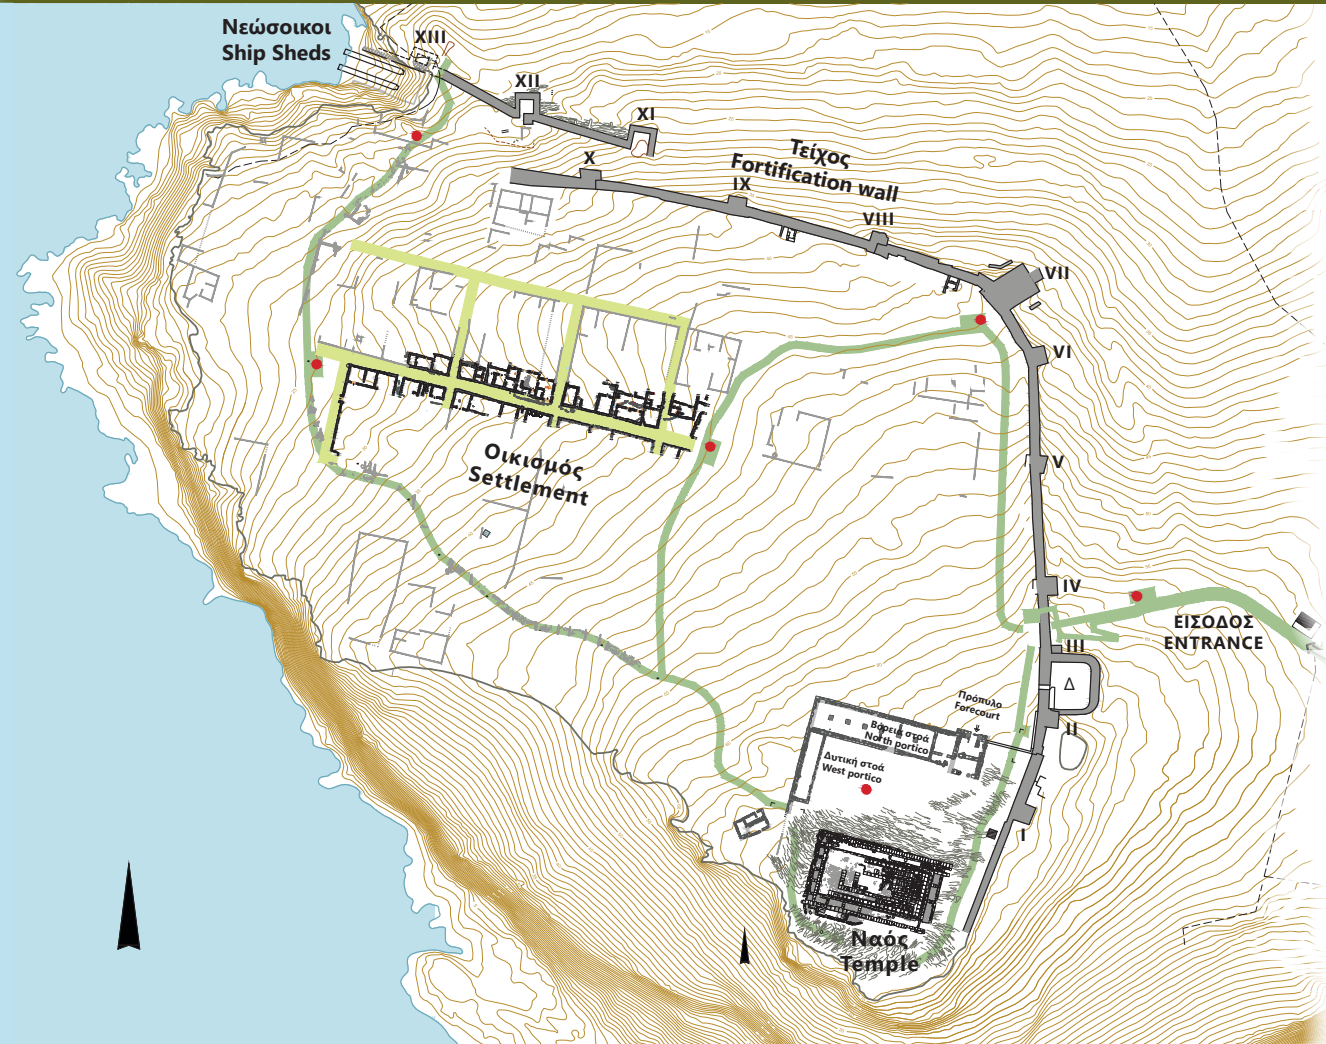 Νεώσοικοι
Ship Sheds
XIII
XII
XI
X
Τείχος
Fortification wall
IX
VIII
VII
VI
V
IV
ΕΙΣΟΔΟΣ
ENTRANCE
III
Δ
II
I
Οικισμός
Settlement
Πρόπυλο
Forecourt
Βόρεια στοά
North portico
Δυτική στοά
West portico
Ναός
Temple